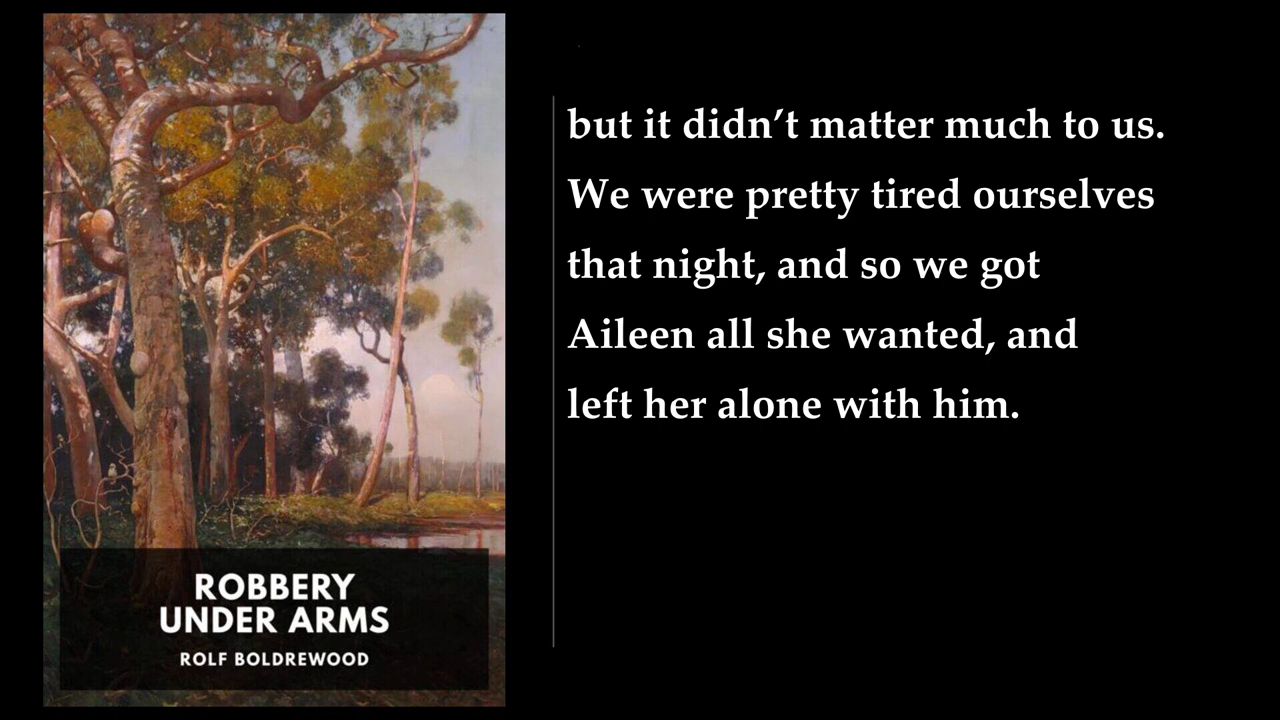 but it didn’t matter much to us.
We were pretty tired ourselves
that night, and so we got
Aileen all she wanted, and
left her alone with him.
ROBBERY
UNDER ARMS
ROLF BOLDREWOOD